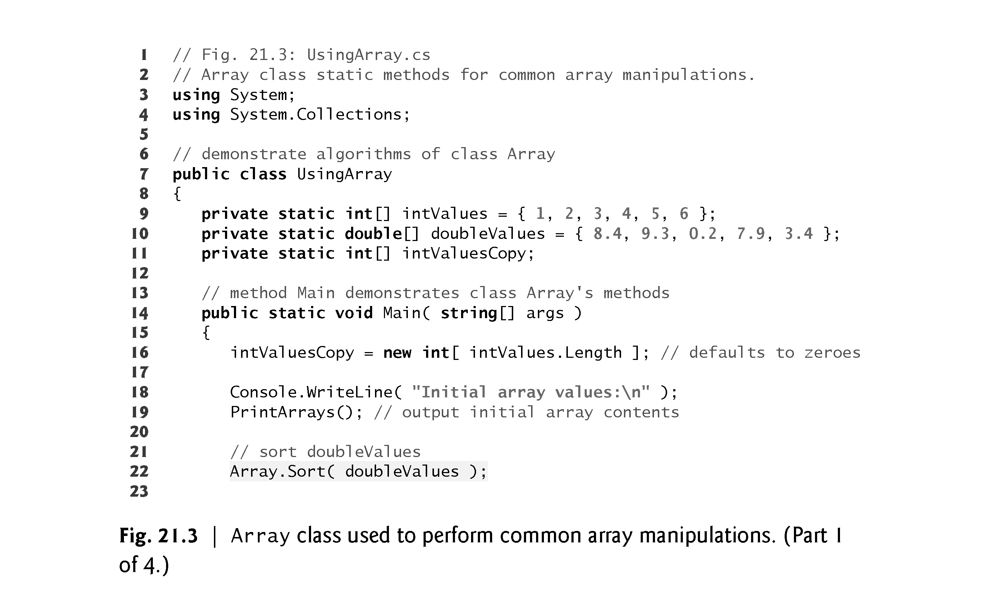 1 // Fig. 21.3: UsingArray.cs
2 // Array class static methods for common array manipulations.
3 using System;
4 using System.Collections;
5
6 // demonstrate algorithms of class Array
7 public class UsingArray
8 {
9 private static int[] intValues = { 1, 2, 3, 4, 5, 6 };
10 private static double[] doubleValues = { 8.4, 9.3, 0.2, 7.9, 3.4 };
11 private static int[] intValuesCopy;
12
13 // method Main demonstrates class Array's methods
14 public static void Main( string[] args )
15 {
16 intValuesCopy = new int[ intValues.Length ]; // defaults to zeroes
17
18 Console.WriteLine( "Initial array values:\n" );
19 PrintArrays(); // output initial array contents
20
21 // sort doubleValues
22 Array.Sort( doubleValues );
23
Fig. 21.3 | Array class used to perform common array manipulations. (Part 1
of 4.)